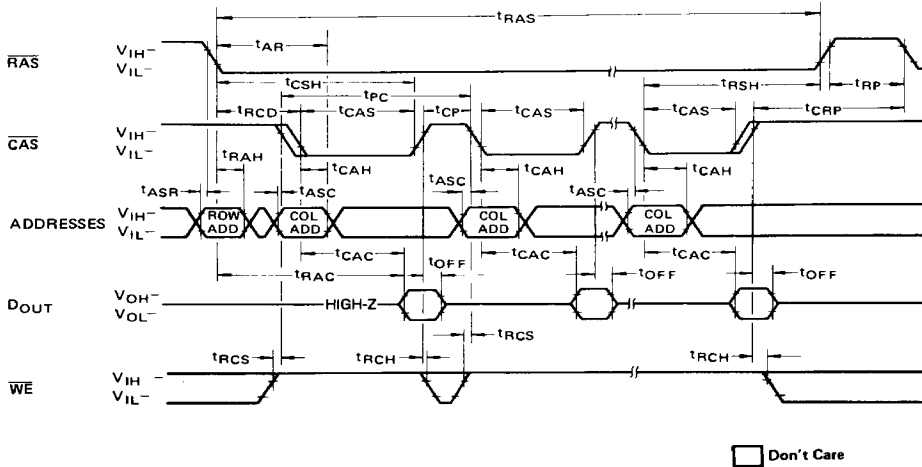 tRAS
tAR
RAS
VIH–
VIL–
tCSH
tRSH
tRP
tPC
tRCD
tCAS
tCP
tCAS
tCAS
tCRP
CAS
VIH–
VIL–
tRAH
tCAH
tCAH
tCAH
tASR
tASC
tASC
tASC
ADDRESSES
VIH–
VIL–
ROW
ADD
COL
ADD
COL
ADD
COL
ADD
tCAC
tCAC
tCAC
tRAC
tOFF
tOFF
tOFF
DOUT
VOH–
VOL–
HIGH-Z
tRCS
tRCS
tRCH
tRCH
WE
VIH–
VIL–
Don't Care